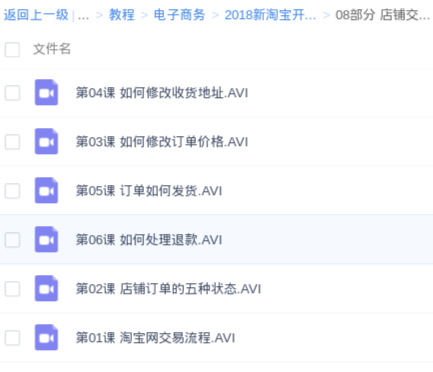 返回上一级 | ... > 教程 > 电子商务 > 2018新淘宝开... > 08部分 店铺交...
文件名
第04课 如何修改收货地址.AVI
第03课 如何修改订单价格.AVI
第05课 订单如何发货.AVI
第06课 如何处理退款.AVI
第02课 店铺订单的五种状态.AVI
第01课 淘宝网交易流程.AVI